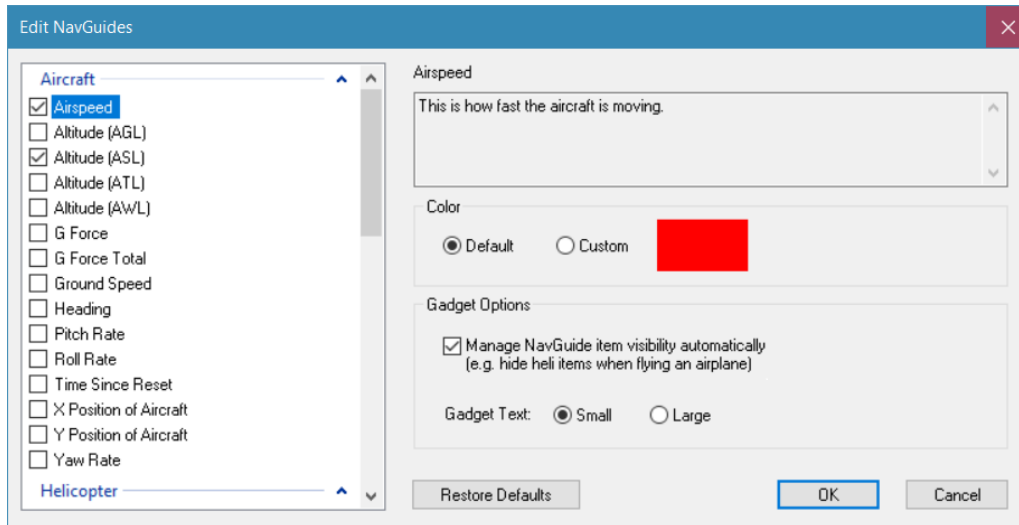 Edit NavGuides
Aircraft
Airspeed
Altitude (AGL)
Altitude (ASL)
Altitude (ATL)
Altitude (AWL)
G Force
G Force Total
Ground Speed
Heading
Pitch Rate
Roll Rate
Time Since Reset
X Position of Aircraft
Y Position of Aircraft
Yaw Rate
Helicopter
Airspeed
This is how fast the aircraft is moving.
Color
Default Custom
Gadget Options
Manage NavGuide item visibility automatically
(e.g. hide heli items when flying an airplane)
Gadget Text: Small Large
Restore Defaults OK Cancel